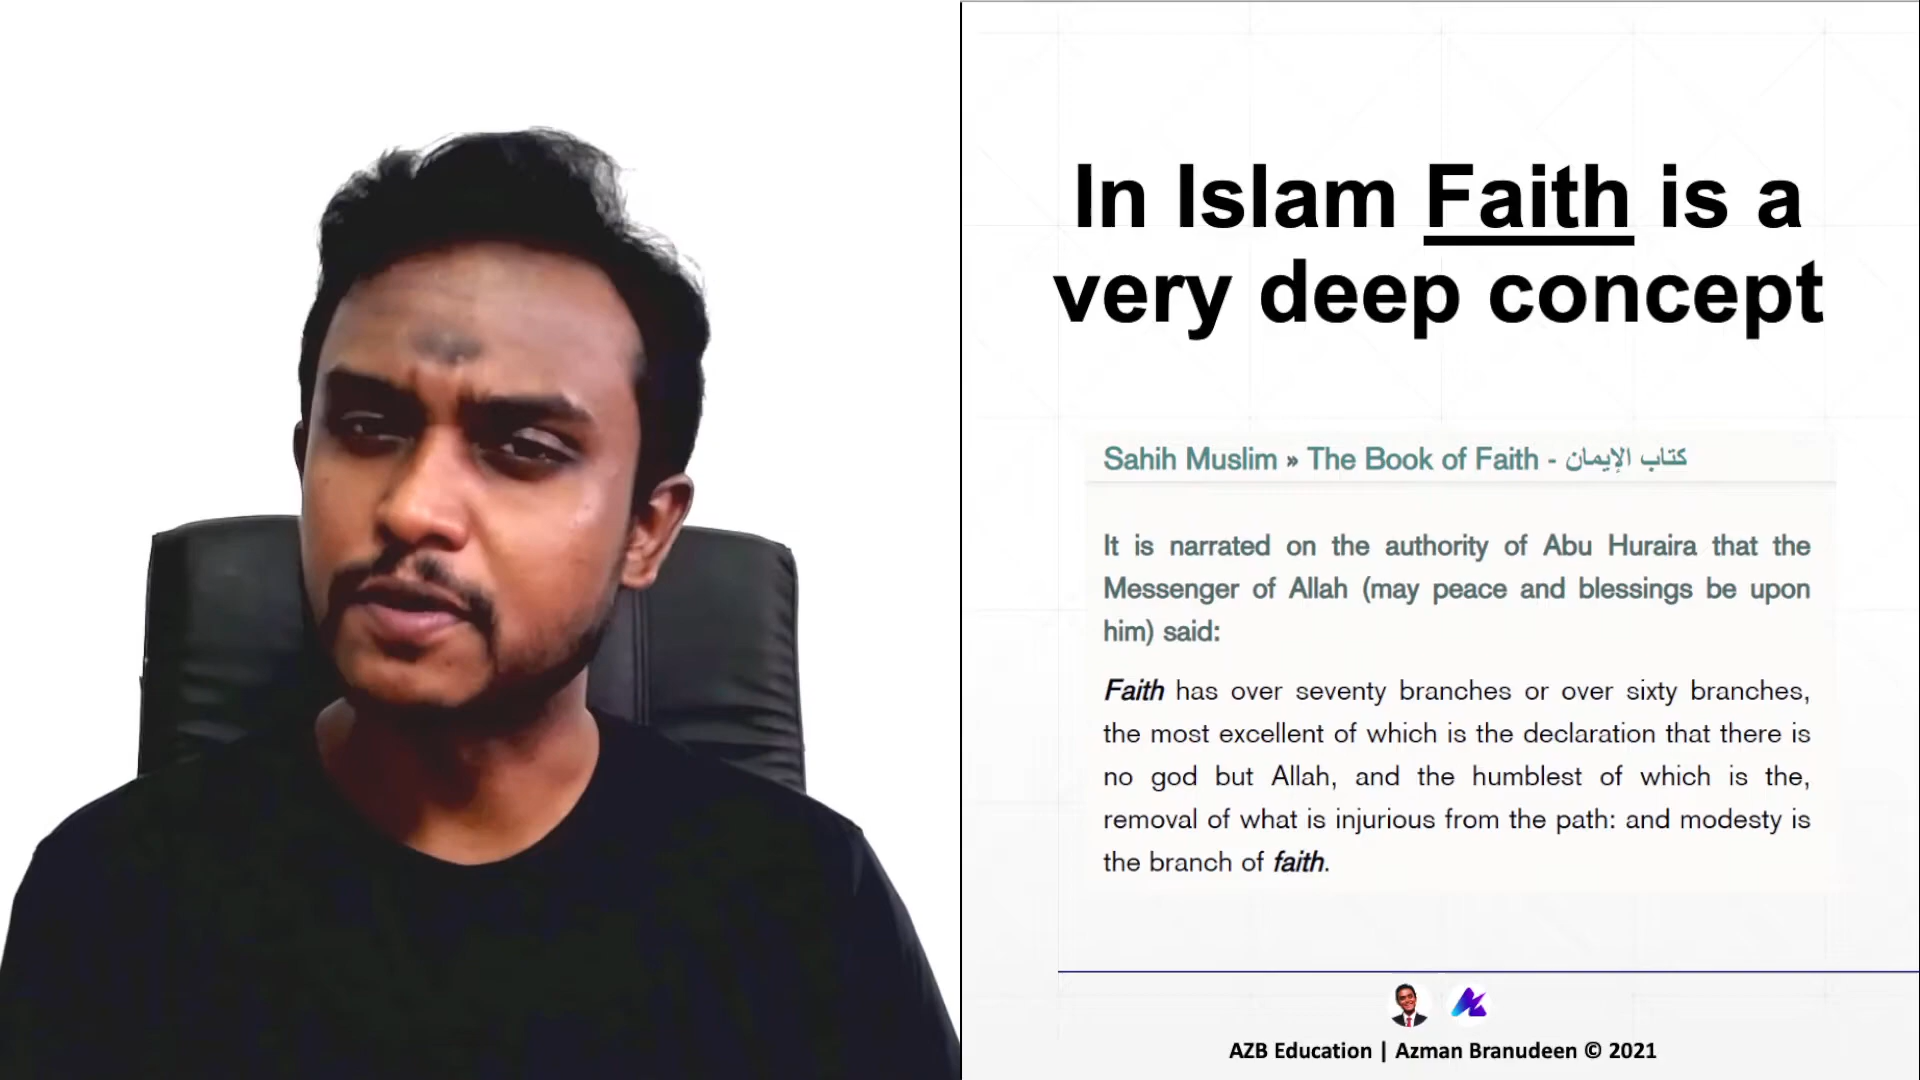 In Islam Faith is a
very deep concept
Sahih Muslim » The Book of Faith - كتاب الإيمان
It is narrated on the authority of Abu Huraira that the
Messenger of Allah (may peace and blessings be upon
him) said:
Faith has over seventy branches or over sixty branches,
the most excellent of which is the declaration that there is
no god but Allah, and the humblest of which is the,
removal of what is injurious from the path: and modesty is
the branch of faith.
AZB Education | Azman Branudeen © 2021